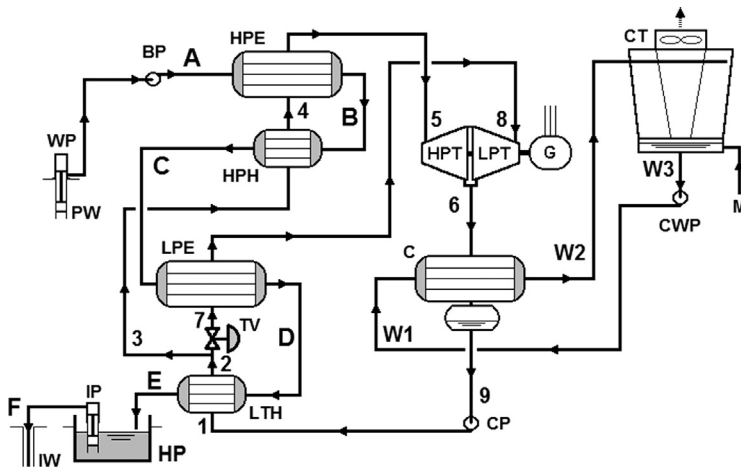 HPE
BP
A
CT
WP
4
B
5
8
C
HPT
LPT
G
HPH
W3
PW
6
M
CWP
LPE
C
W2
7
TV
D
W1
3
2
E
9
F
IP
LTH
1
CP
IW
HP